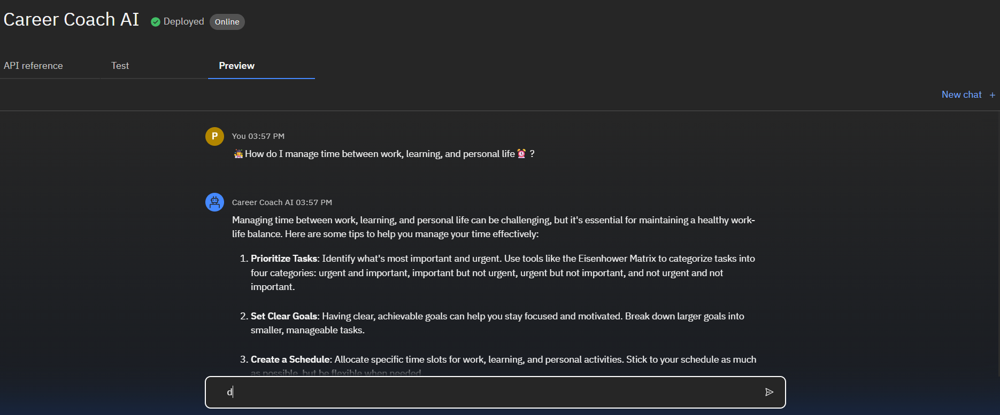 Career Coach AI Deployed Online
API reference Test Preview
New chat +
P You 03:57 PM
How do I manage time between work, learning, and personal life ?
Career Coach AI 03:57 PM
Managing time between work, learning, and personal life can be challenging, but it's essential for maintaining a healthy work-
life balance. Here are some tips to help you manage your time effectively:
1. Prioritize Tasks: Identify what's most important and urgent. Use tools like the Eisenhower Matrix to categorize tasks into
four categories: urgent and important, important but not urgent, urgent but not important, and not urgent and not
important.
2. Set Clear Goals: Having clear, achievable goals can help you stay focused and motivated. Break down larger goals into
smaller, manageable tasks.
3. Create a Schedule: Allocate specific time slots for work, learning, and personal activities. Stick to your schedule as much
as possible, but be flexible when needed.
d